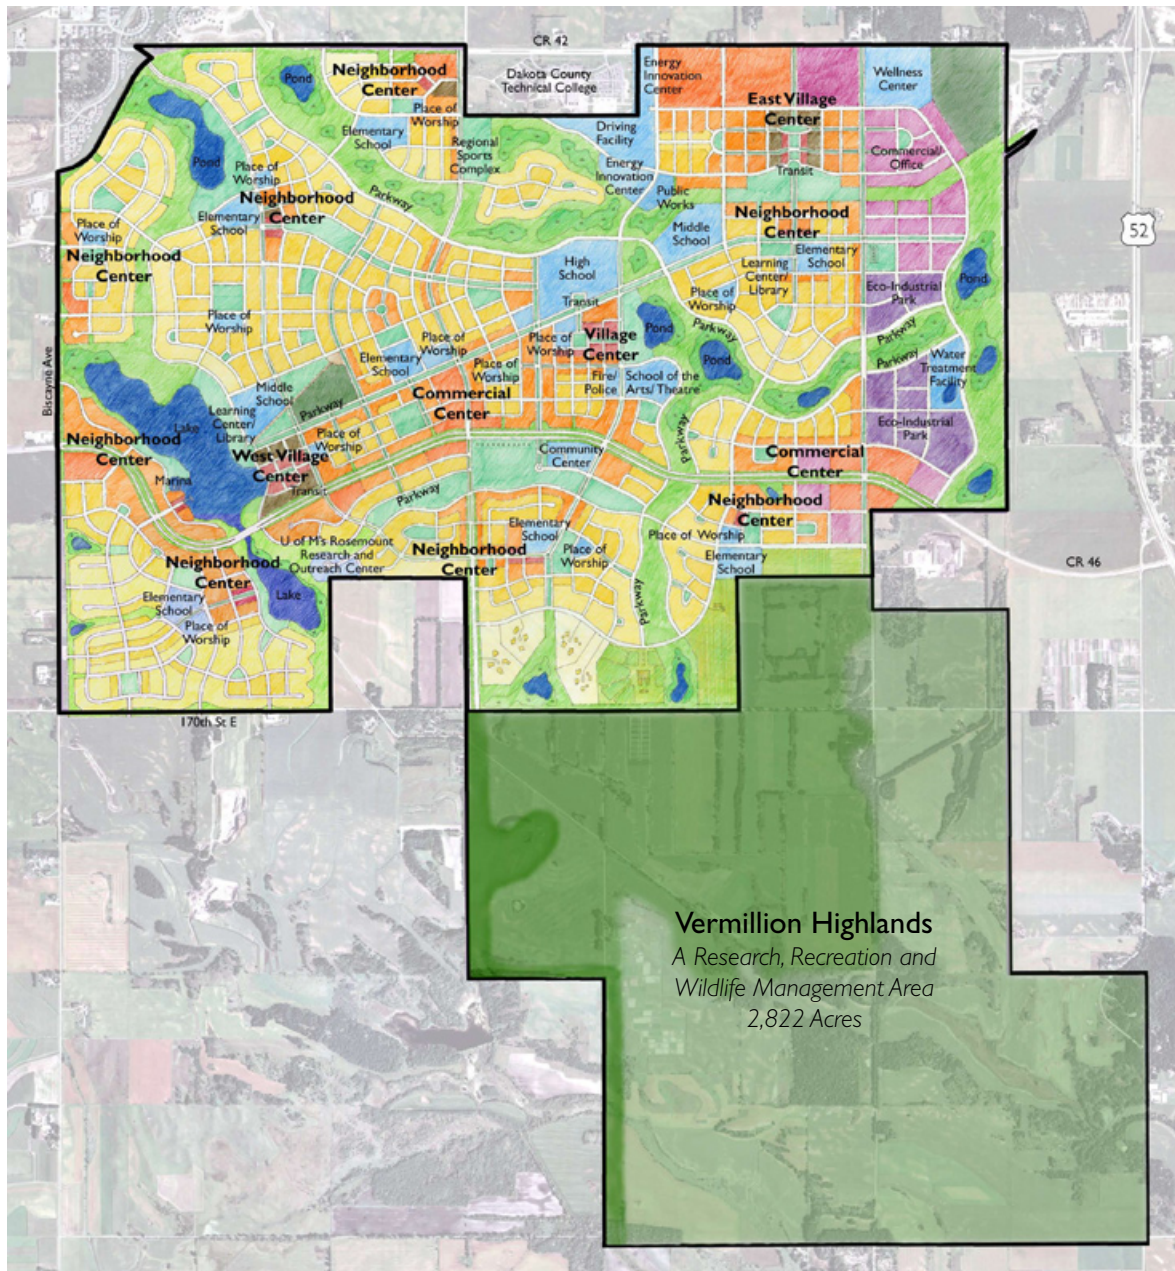 CR 42
Dakota County
Technical College
Neighborhood
Center
Pond
Place of
Worship
Elementary
School
Regional
Sports
Complex
Energy
Innovation
Center
East Village
Center
Wellness
Center
Driving
Facility
Commercial/
Office
Transit
Energy
Innovation
Center
Public
Works
Pond
Place of
Worship
Neighborhood
Center
Parkway
Elementary
School
Place of
Worship
Neighborhood
Center
Middle
School
Neighborhood
Center
Elementary
School
Learning
Center/
Library
52
High
School
Transit
Place of
Worship
Eco-Industrial
Park
Pond
Place of
Worship
Place of
Worship
Elementary
School
Place of
Worship
Village
Center
Pond
Parkway
Pond
Parkway
Parkway
Water
Treatment
Facility
Biscayne Ave
Middle
School
Place of
Worship
Commercial
Center
Fire/
Police
School of the
Arts/Theatre
Parkway
Learning
Center/
Library
Lake
Neighborhood
Center
Place of
Worship
West Village
Center
Transit
Marina
Parkway
Community
Center
Parkway
Commercial
Center
Eco-Industrial
Park
Neighborhood
Center
Place of Worship
Elementary
School
CR 46
U of M's Rosemount
Research and
Outreach Center
Neighborhood
Center
Elementary
School
Place of
Worship
Parkway
Neighborhood
Center
Elementary
School
Lake
Place of
Worship
170th St E
Vermillion Highlands
A Research, Recreation and
Wildlife Management Area
2,822 Acres